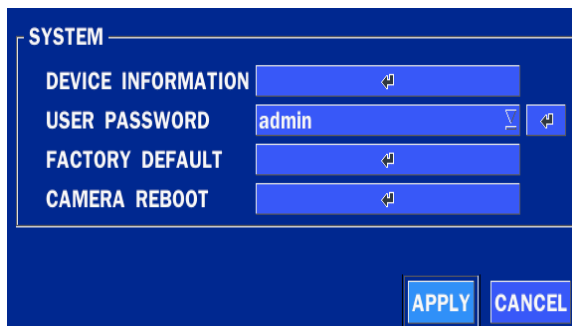 SYSTEM
DEVICE INFORMATION
USER PASSWORD admin
FACTORY DEFAULT
CAMERA REBOOT
APPLY CANCEL